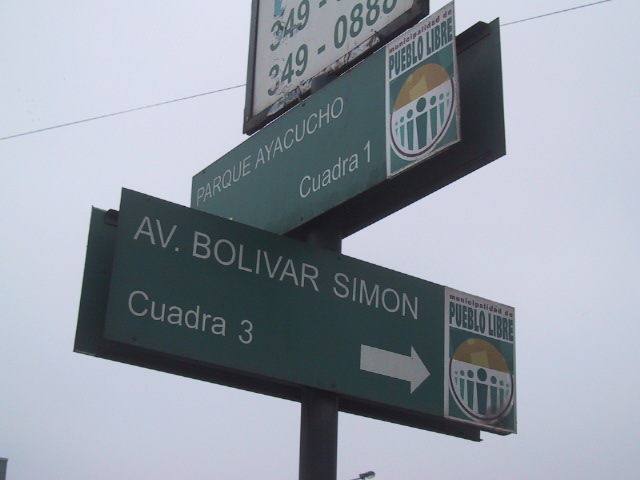 349 - 0
349 - 0888
PARQUE AYACUCHO
Cuadra 1
municipalidad de
PUEBLO LIBRE
AV. BOLIVAR SIMON
Cuadra 3
municipalidad de
PUEBLO LIBRE